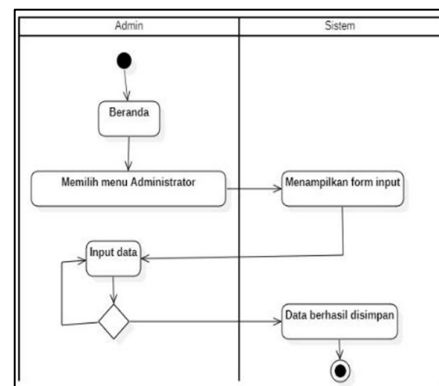 Admin
Sistem
Beranda
Memilih menu Administrator
Menampilkan form input
Input data
Data berhasil disimpan